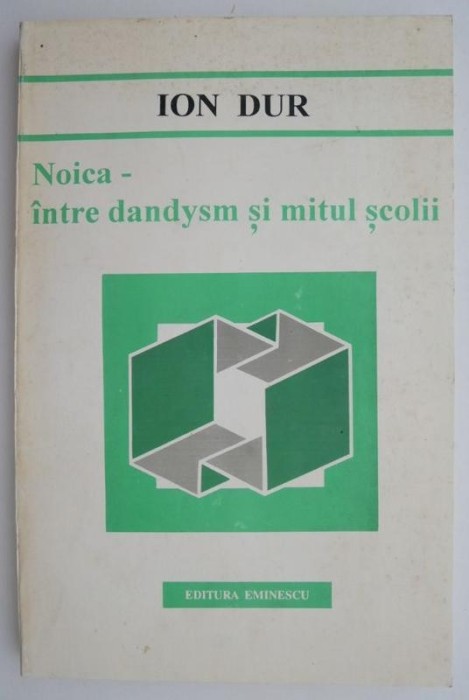 ION DUR
Noica -
între dandysm și mitul școlii
EDITURA EMINESCU